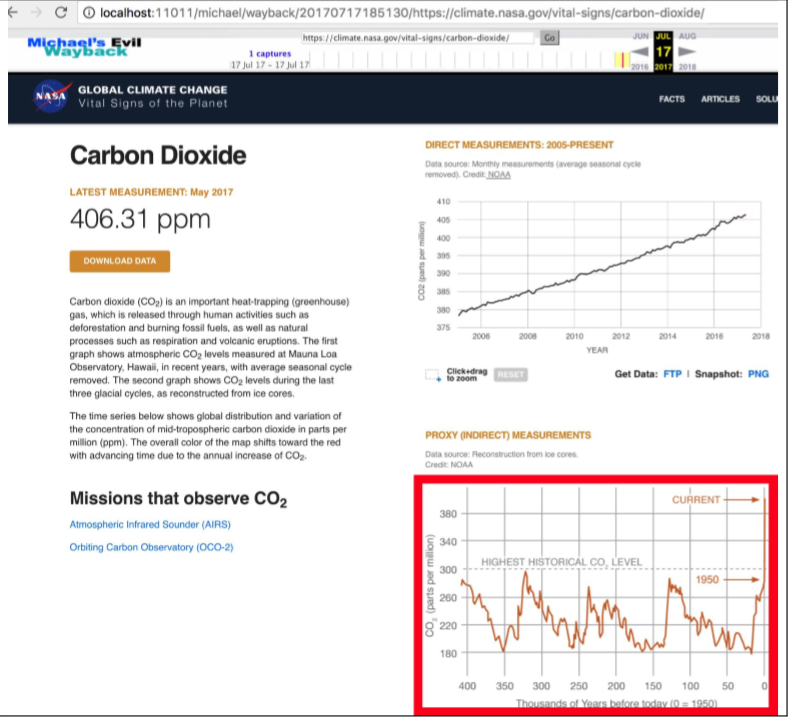 localhost:11011/michael/wayback/20170717185130/https://climate.nasa.gov/vital-signs/carbon-dioxide/
Michael's Evil
Wayback
https://climate.nasa.gov/vital-signs/carbon-dioxide/
Go
JUN JUL AUG
1 captures
17
17 Jul 17 - 17 Jul 17
2016 2017 2018
NASA
GLOBAL CLIMATE CHANGE
Vital Signs of the Planet
FACTS ARTICLES SOLU
Carbon Dioxide
LATEST MEASUREMENT: May 2017
406.31 ppm
DOWNLOAD DATA
Carbon dioxide (CO₂) is an important heat-trapping (greenhouse)
gas, which is released through human activities such as
deforestation and burning fossil fuels, as well as natural
processes such as respiration and volcanic eruptions. The first
graph shows atmospheric CO₂ levels measured at Mauna Loa
Observatory, Hawaii, in recent years, with average seasonal cycle
removed. The second graph shows CO₂ levels during the last
three glacial cycles, as reconstructed from ice cores.
The time series below shows global distribution and variation of
the concentration of mid-tropospheric carbon dioxide in parts per
million (ppm). The overall color of the map shifts toward the red
with advancing time due to the annual increase of CO₂.
Missions that observe CO₂
Atmospheric Infrared Sounder (AIRS)
Orbiting Carbon Observatory (OCO-2)
DIRECT MEASUREMENTS: 2005-PRESENT
Data source: Monthly measurements (average seasonal cycle
removed). Credit: NOAA
CO2 (parts per million)
410
405
400
395
390
385
380
375
2006 2008 2010 2012 2014 2016 2018
YEAR
Click+drag
to zoom
RESET
Get Data: FTP | Snapshot: PNG
PROXY (INDIRECT) MEASUREMENTS
Data source: Reconstruction from ice cores.
Credit: NOAA
CO₂ (parts per million)
CURRENT
380
340
HIGHEST HISTORICAL CO₂ LEVEL
300
1950
260
220
180
400 350 300 250 200 150 100 50 0
Thousands of Years before today (0 = 1950)